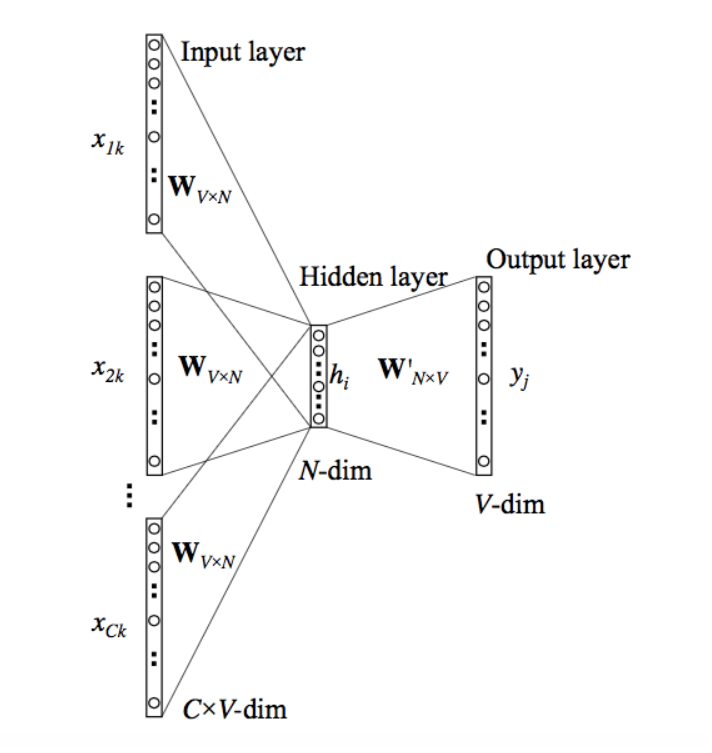 Input layer
x1k
WV×N
Hidden layer
Output layer
x2k
WV×N
hi
W'N×V
yj
N-dim
V-dim
WV×N
xCk
C×V-dim